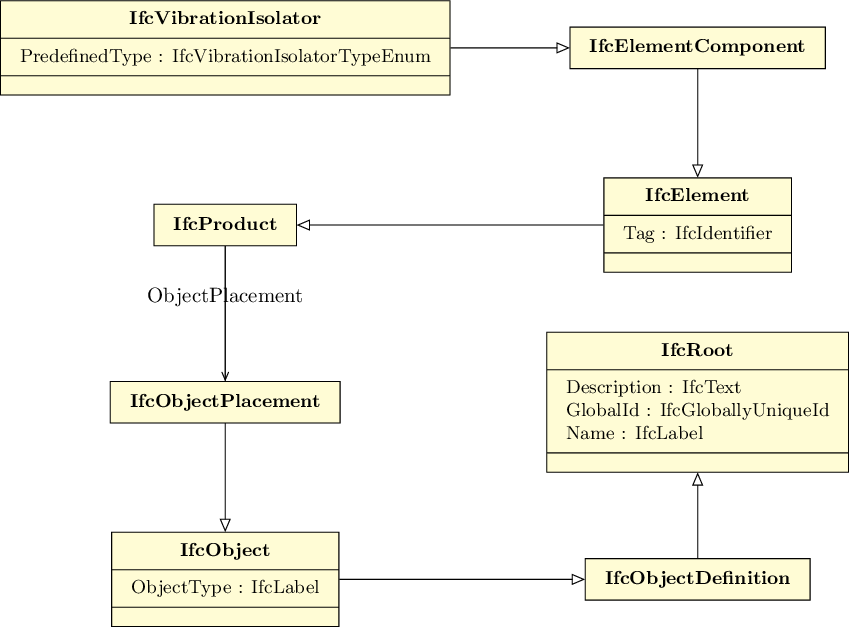 IfcVibrationIsolator
PredefinedType : IfcVibrationIsolatorTypeEnum
IfcElementComponent
IfcElement
Tag : IfcIdentifier
IfcProduct
ObjectPlacement
IfcRoot
Description : IfcText
GlobalId : IfcGloballyUniqueId
Name : IfcLabel
IfcObjectPlacement
IfcObject
ObjectType : IfcLabel
IfcObjectDefinition